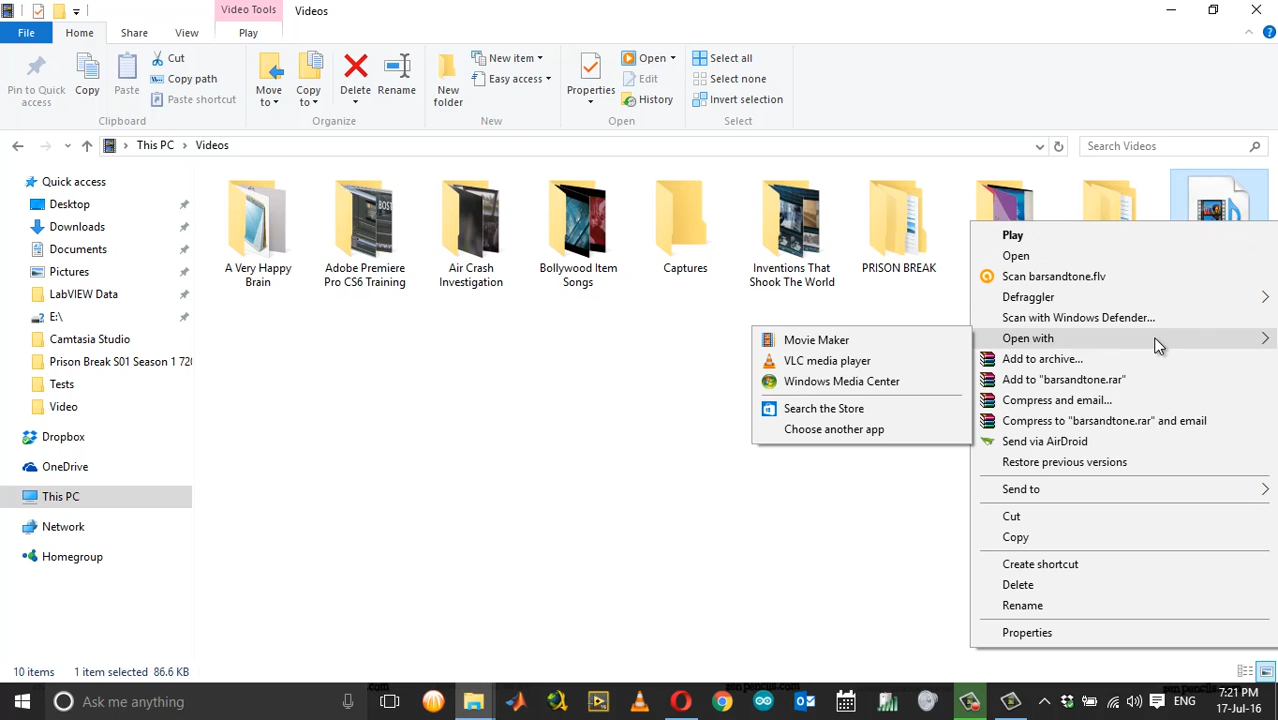 Video Tools
Videos
File
Home
Share
View
Play
Pin to Quick access
Copy
Paste
Cut
Copy path
Paste shortcut
Clipboard
Move to
Copy to
Delete
Rename
Organize
New folder
New item
Easy access
New
Properties
Open
Edit
History
Open
Select all
Select none
Invert selection
Select
This PC
Videos
Search Videos
Quick access
Desktop
Downloads
Documents
Pictures
LabVIEW Data
E:\
Camtasia Studio
Prison Break S01 Season 1 720
Tests
Video
Dropbox
OneDrive
This PC
Network
Homegroup
A Very Happy Brain
Adobe Premiere Pro CS6 Training
BOST
Air Crash Investigation
Bollywood Item Songs
Captures
Inventions That Shook The World
PRISON BREAK
Play
Open
Scan barsandtone.flv
Defraggler
Scan with Windows Defender...
Open with
Add to archive...
Add to "barsandtone.rar"
Compress and email...
Compress to "barsandtone.rar" and email
Send via AirDroid
Restore previous versions
Send to
Cut
Copy
Create shortcut
Delete
Rename
Properties
Movie Maker
VLC media player
Windows Media Center
Search the Store
Choose another app
10 items
1 item selected 86.6 KB
Ask me anything
ENG
7:21 PM
17-Jul-16